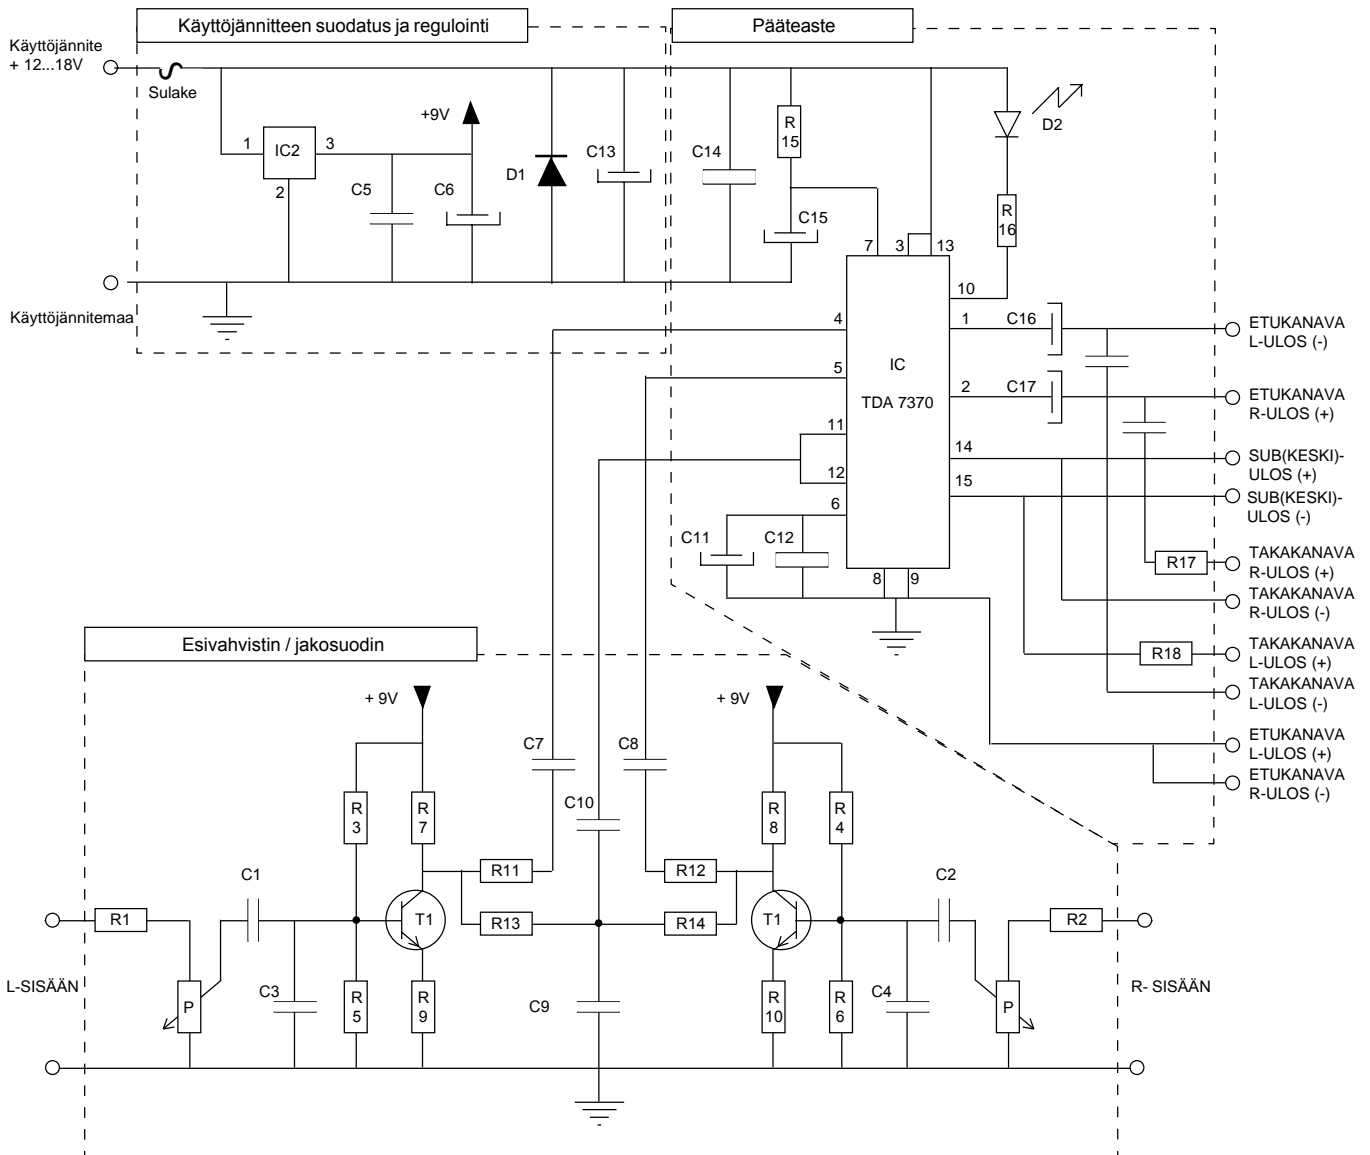 Käyttöjännitteen suodatus ja regulointi
Pääteaste
Käyttöjännite
+ 12...18V
Sulake
+9V
1
IC2
3
2
C5
C6
D1
C13
C14
R
15
C15
D2
R
16
7
3
13
10
Käyttöjännitemaa
4
1
C16
ETUKANAVA
L-ULOS (-)
IC
TDA 7370
5
2
C17
ETUKANAVA
R-ULOS (+)
11
14
SUB(KESKI)-
ULOS (+)
12
15
SUB(KESKI)-
ULOS (-)
6
C11
C12
8
9
R17
TAKAKANAVA
R-ULOS (+)
TAKAKANAVA
R-ULOS (-)
R18
TAKAKANAVA
L-ULOS (+)
TAKAKANAVA
L-ULOS (-)
ETUKANAVA
L-ULOS (+)
ETUKANAVA
R-ULOS (-)
Esivahvistin / jakosuodin
+ 9V
+ 9V
C7
C8
C10
R
3
R
7
R
8
R
4
R11
R12
C1
C2
R1
T1
R13
R14
T1
R2
L-SISÄÄN
P
C3
R
5
R
9
C9
R
10
R
6
C4
P
R- SISÄÄN